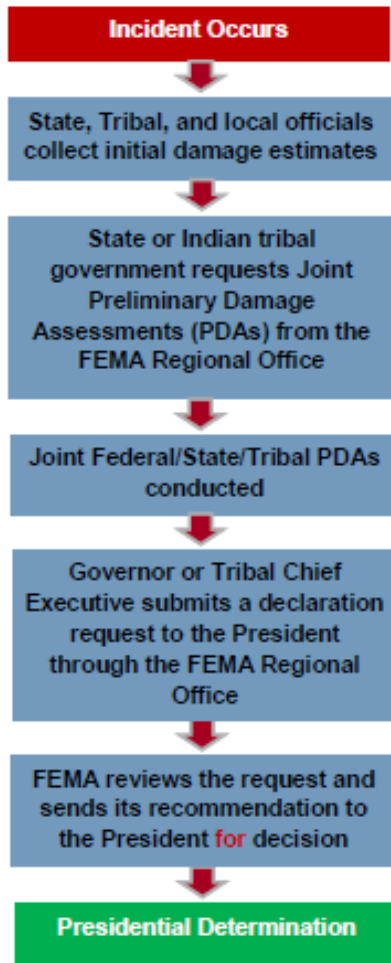 Incident Occurs
State, Tribal, and local officials
collect initial damage estimates
State or Indian tribal
government requests Joint
Preliminary Damage
Assessments (PDAs) from the
FEMA Regional Office
Joint Federal/State/Tribal PDAs
conducted
Governor or Tribal Chief
Executive submits a declaration
request to the President
through the FEMA Regional
Office
FEMA reviews the request and
sends its recommendation to
the President for decision
Presidential Determination